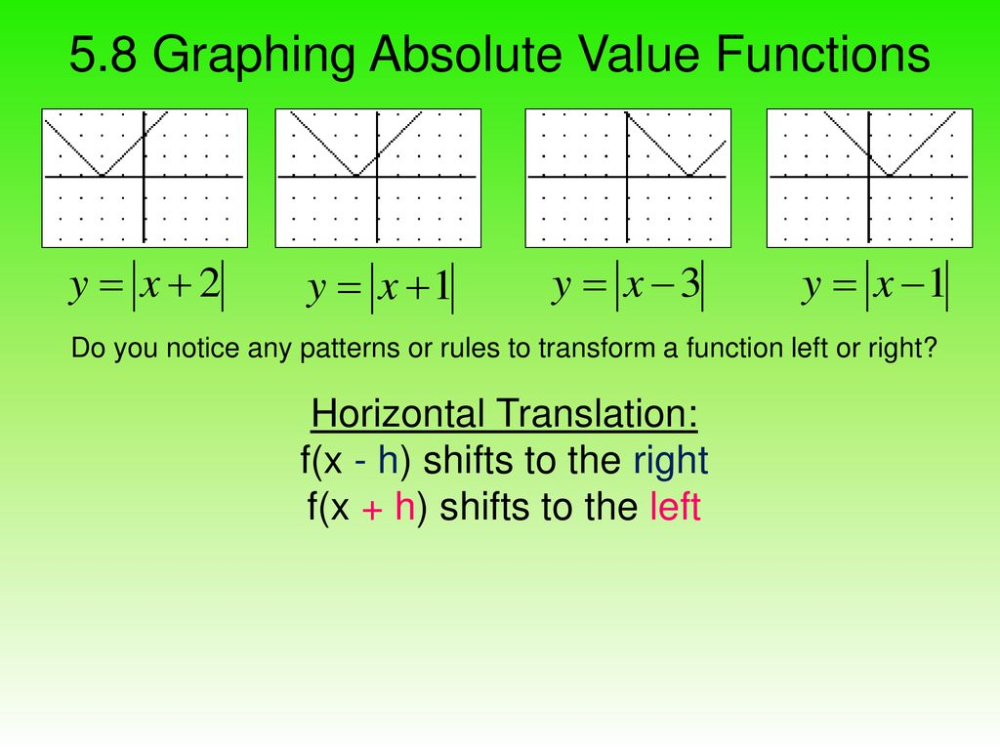 5.8 Graphing Absolute Value Functions
y = |x + 2|
y = |x + 1|
y = |x − 3|
y = |x − 1|
Do you notice any patterns or rules to transform a function left or right?
Horizontal Translation:
f(x - h) shifts to the right
f(x + h) shifts to the left